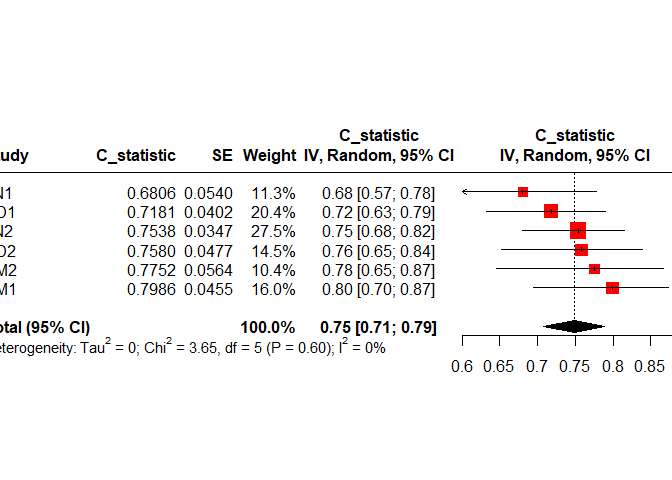 C_statistic C_statistic
udy C_statistic SE Weight IV, Random, 95% CI IV, Random, 95% CI
N1 0.6806 0.0540 11.3% 0.68 [0.57; 0.78]
O1 0.7181 0.0402 20.4% 0.72 [0.63; 0.79]
N2 0.7538 0.0347 27.5% 0.75 [0.68; 0.82]
O2 0.7580 0.0477 14.5% 0.76 [0.65; 0.84]
M2 0.7752 0.0564 10.4% 0.78 [0.65; 0.87]
M1 0.7986 0.0455 16.0% 0.80 [0.70; 0.87]
otal (95% CI) 100.0% 0.75 [0.71; 0.79]
eterogeneity: Tau² = 0; Chi² = 3.65, df = 5 (P = 0.60); I² = 0%
0.6 0.65 0.7 0.75 0.8 0.85